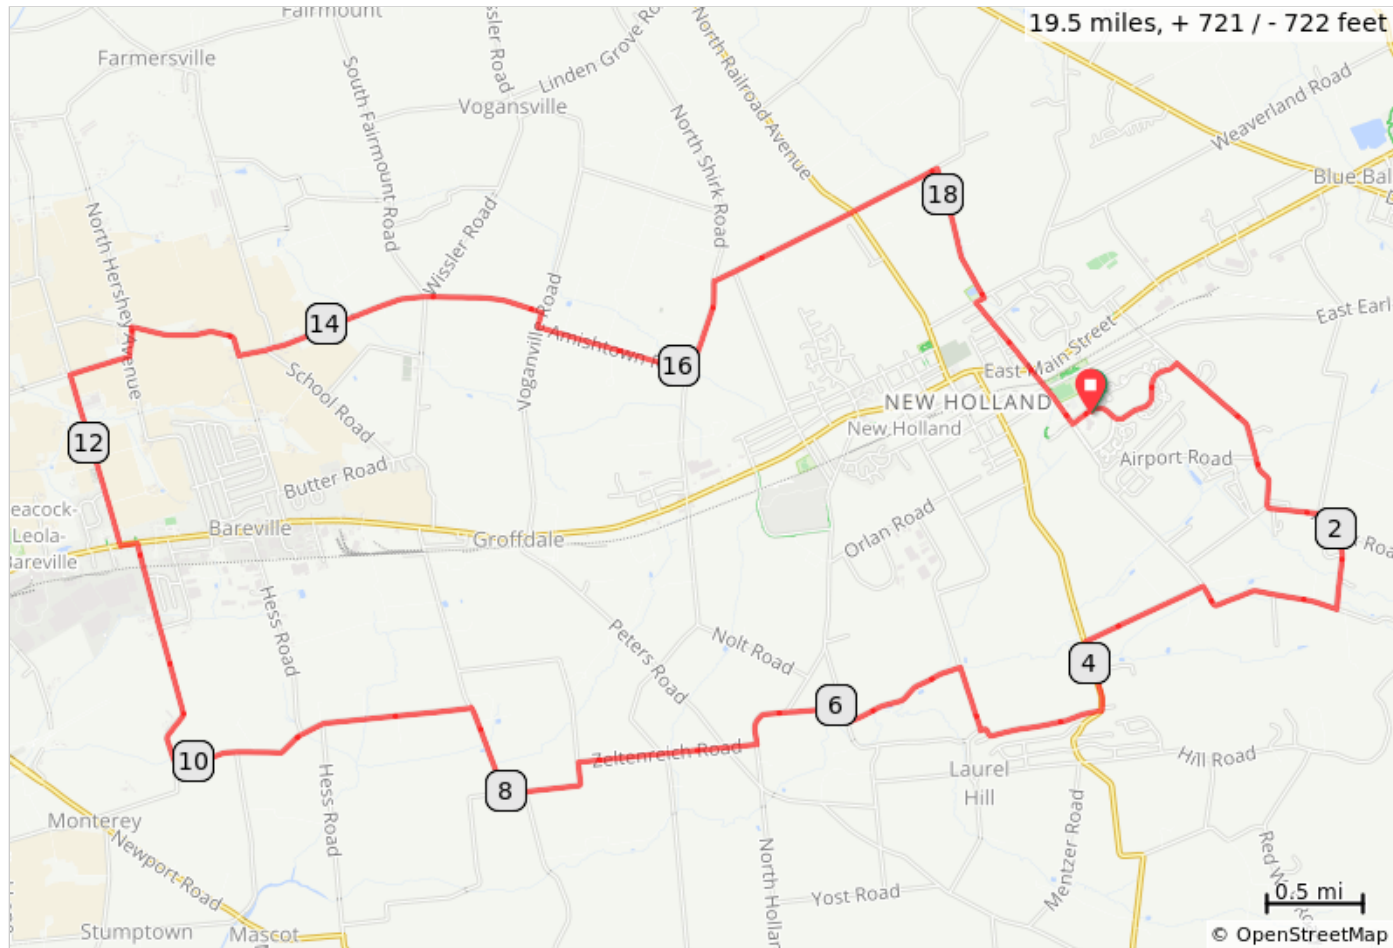 Fairmount
19.5 miles, + 721 / - 722 feet
Farmersville
Linden Grove
Vogansville
South Fairmount Road
North Railroad Avenue
North Shirk Road
Weaverland Road
18
Wissler Road
North Hershey Avenue
14
Voganville Road
East Earl
Amishtown
16
East Main Street
School Road
NEW HOLLAND
New Holland
12
Airport Road
Butter Road
Leola-
Bareville
Groffdale
Orlan Road
2
Hess Road
Peters Road
Nolt Road
4
6
Zeltenreich Road
10
8
Laurel
Hill
Hill Road
Hess Road
Monterey
Newport Road
Mentzer Road
North
Yost Road
0.5 mi
Stumptown
Mascot
© OpenStreetMap